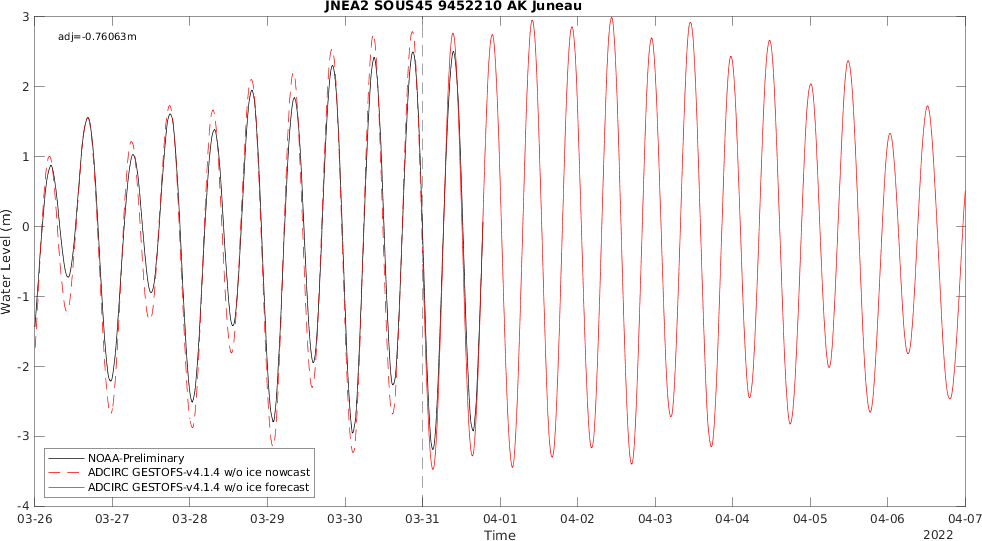 JNEA2 SOUS45 9452210 AK Juneau
adj=-0.76063m
3
2
1
0
-1
-2
-3
-4
Water Level (m)
NOAA-Preliminary
ADCIRC GESTOFS-v4.1.4 w/o ice nowcast
ADCIRC GESTOFS-v4.1.4 w/o ice forecast
03-26 03-27 03-28 03-29 03-30 03-31 04-01 04-02 04-03 04-04 04-05 04-06 04-07
Time
2022